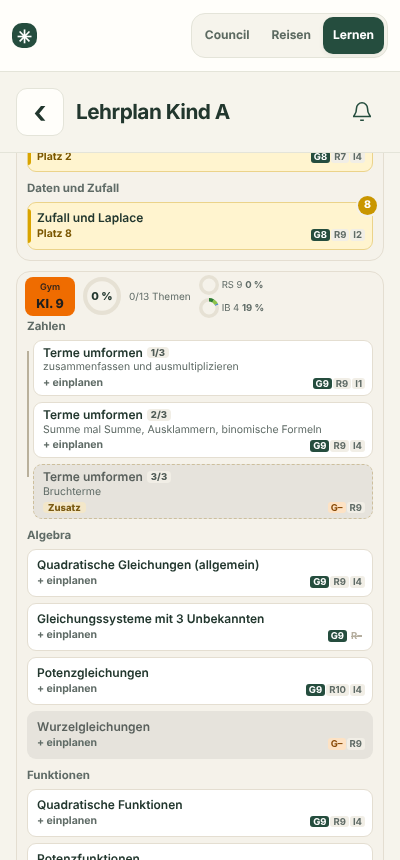 Council Reisen Lernen
Lehrplan Kind A
Platz 2 G8 R7 I4
Daten und Zufall
8
Zufall und Laplace
Platz 8 G8 R9 I2
Gym
Kl. 9
0 %
0/13 Themen
RS 9 0 %
IB 4 19 %
Zahlen
Terme umformen 1/3
zusammenfassen und ausmultiplizieren
+ einplanen G9 R9 I1
Terme umformen 2/3
Summe mal Summe, Ausklammern, binomische Formeln
+ einplanen G9 R9 I4
Terme umformen 3/3
Bruchterme
Zusatz G– R9
Algebra
Quadratische Gleichungen (allgemein)
+ einplanen G9 R9 I4
Gleichungssysteme mit 3 Unbekannten
+ einplanen G9 R–
Potenzgleichungen
+ einplanen G9 R10 I4
Wurzelgleichungen
+ einplanen G– R9
Funktionen
Quadratische Funktionen
+ einplanen G9 R9 I4
Potenzfunktionen